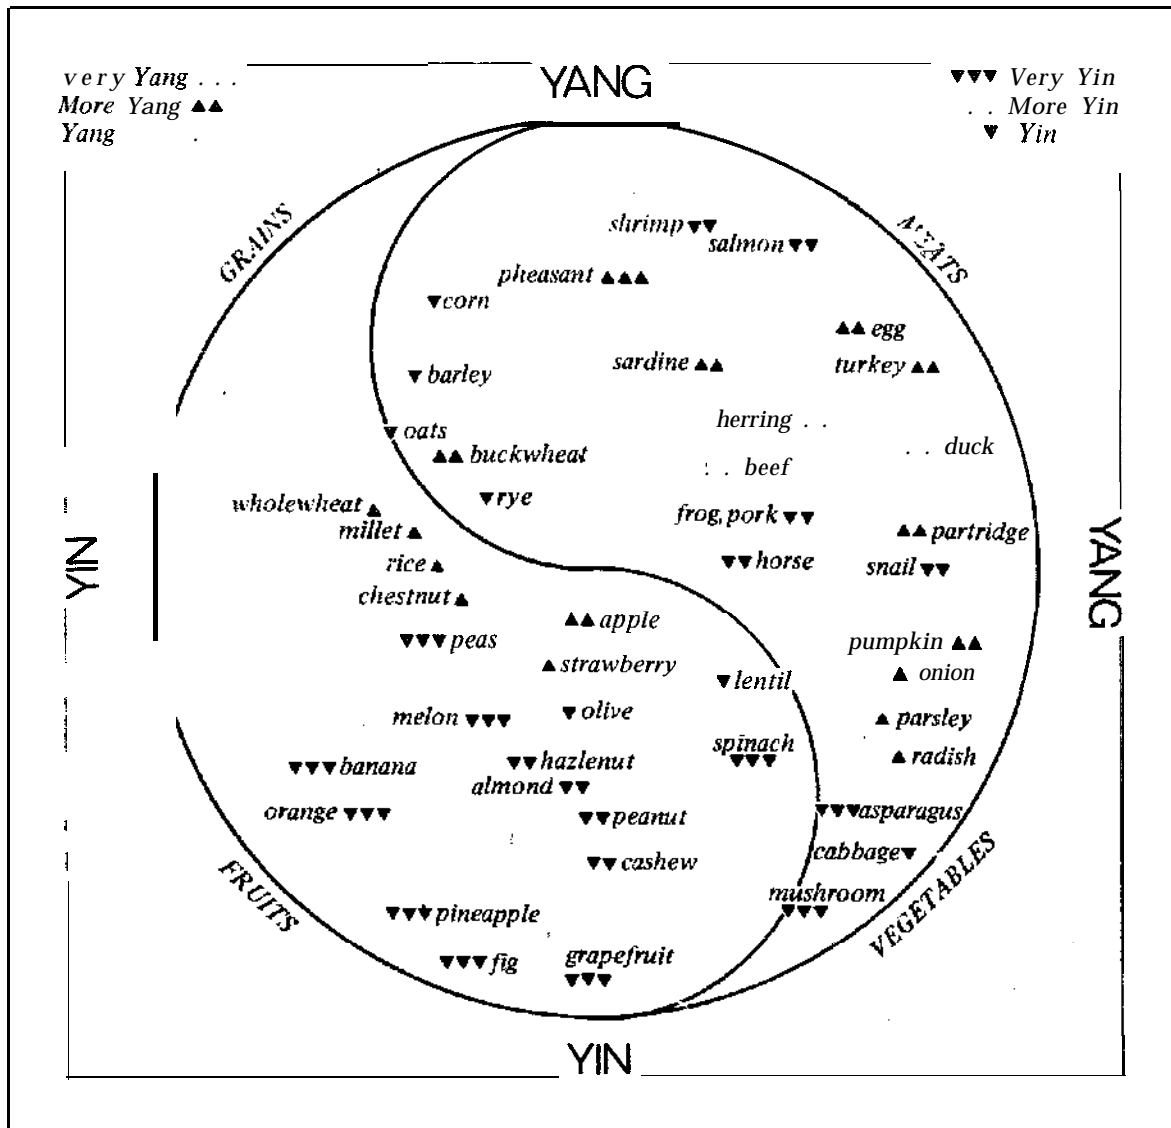 YANG
very Yang . . .
More Yang ▲▲
Yang .
▼▼▼ Very Yin
. . More Yin
▼ Yin
GRAINS
MEATS
shrimp ▼▼
salmon ▼▼
pheasant ▲▲▲
▼ corn
▲▲ egg
sardine ▲▲
turkey ▲▲
▼ barley
herring . .
▼ oats
. . duck
▲▲ buckwheat
: . beef
▼ rye
wholewheat ▲
frog, pork ▼▼
millet ▲
▲▲ partridge
rice ▲
▼▼ horse
snail ▼▼
YIN
YANG
chestnut ▲
▲▲ apple
▼▼▼ peas
pumpkin ▲▲
▲ strawberry
▲ onion
▼ lentil
melon ▼▼▼
▼ olive
▲ parsley
spinach
▼▼▼
▲ radish
▼▼▼ banana
▼▼ hazlenut
almond ▼▼
orange ▼▼▼
▼▼ peanut
▼▼▼ asparagus
▼▼ cashew
cabbage ▼
mushroom
▼▼▼
FRUITS
VEGETABLES
▼▼▼ pineapple
▼▼▼ fig
grapefruit
▼▼▼
YIN